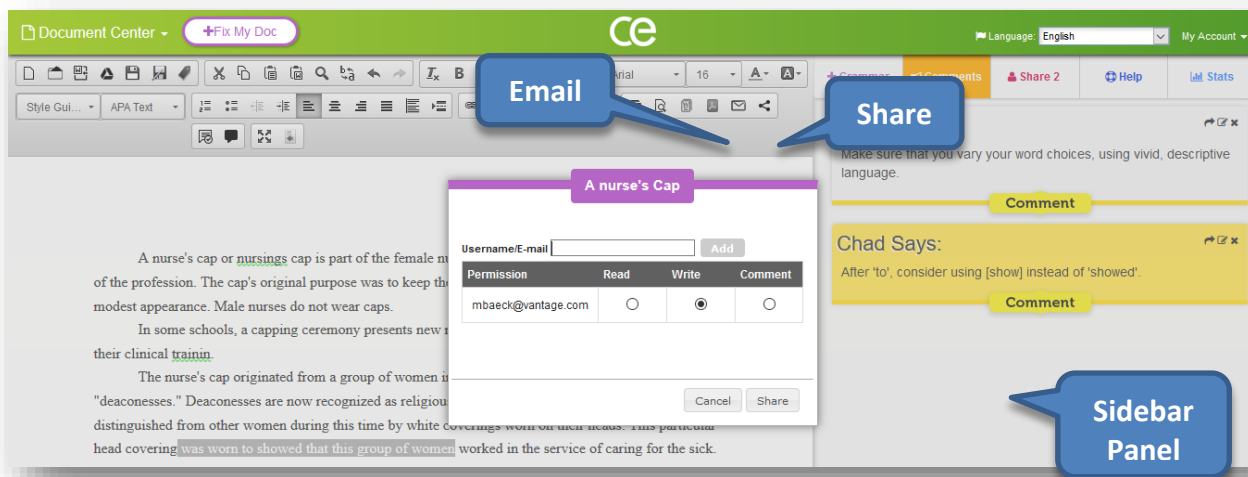 Document Center
+Fix My Doc
ce
Language: English
My Account
Style Gui...
APA Text
B
Arial
16
A
A
+ Grammar
Comments
Share 2
Help
Stats
Email
Share
Make sure that you vary your word choices, using vivid, descriptive
language.
Comment
Chad Says:
After 'to', consider using [show] instead of 'showed'.
Comment
Sidebar
Panel
A nurse's Cap
Username/E-mail
Add
Permission Read Write Comment
mbaeck@vantage.com
Cancel
Share
A nurse's cap or nursings cap is part of the female
of the profession. The cap's original purpose was to keep
modest appearance. Male nurses do not wear caps.
In some schools, a capping ceremony presents new
their clinical trainin.
The nurse's cap originated from a group of women
"deaconesses." Deaconesses are now recognized as
distinguished from other women during this time by white coverings worn on their heads. This particular
head covering was worn to showed that this group of women worked in the service of caring for the sick.